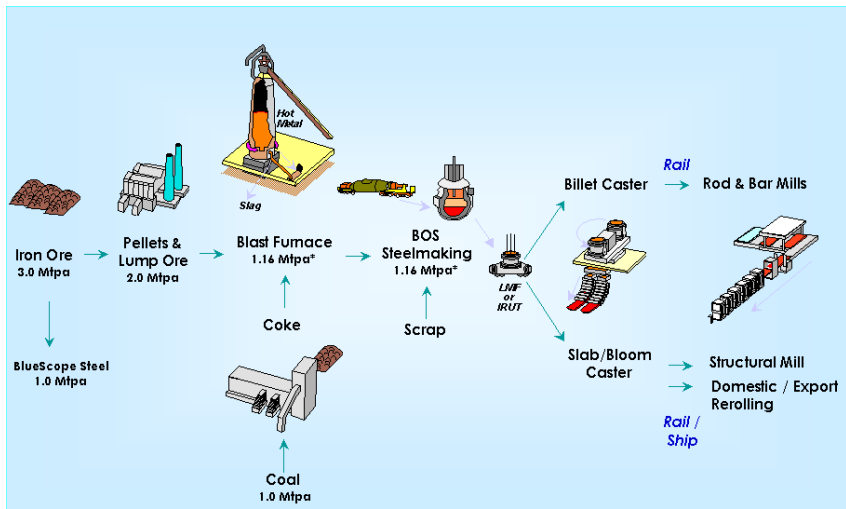 Hot
Metal
Slag
Iron Ore
3.0 Mtpa
Pellets &
Lump Ore
2.0 Mtpa
Blast Furnace
1.16 Mtpa*
BOS
Steelmaking
1.16 Mtpa*
LMF
or
IRUT
Billet Caster
Rail
Rod & Bar Mills
Coke
Scrap
BlueScope Steel
1.0 Mtpa
Slab/Bloom
Caster
Structural Mill
Domestic / Export
Rerolling
Rail /
Ship
Coal
1.0 Mtpa